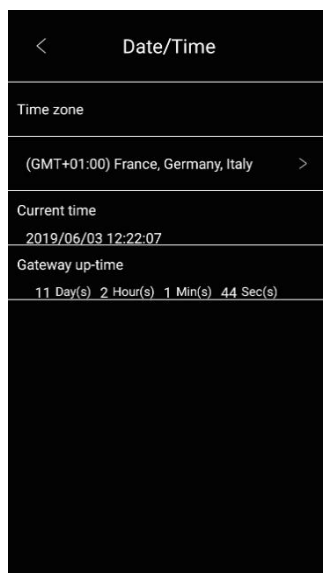 Date/Time
Time zone
(GMT+01:00) France, Germany, Italy
Current time
2019/06/03 12:22:07
Gateway up-time
11 Day(s) 2 Hour(s) 1 Min(s) 44 Sec(s)